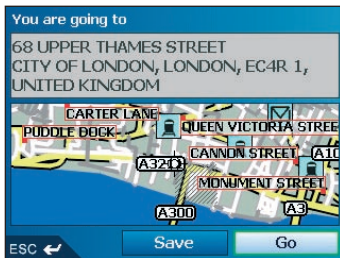 You are going to
68 UPPER THAMES STREET
CITY OF LONDON, LONDON, EC4R 1,
UNITED KINGDOM
CARTER LANE
PUDDLE DOCK
QUEEN VICTORIA STREE
A3211
CANNON STREET
A10
MONUMENT STREET
A300
A3
ESC
Save
Go